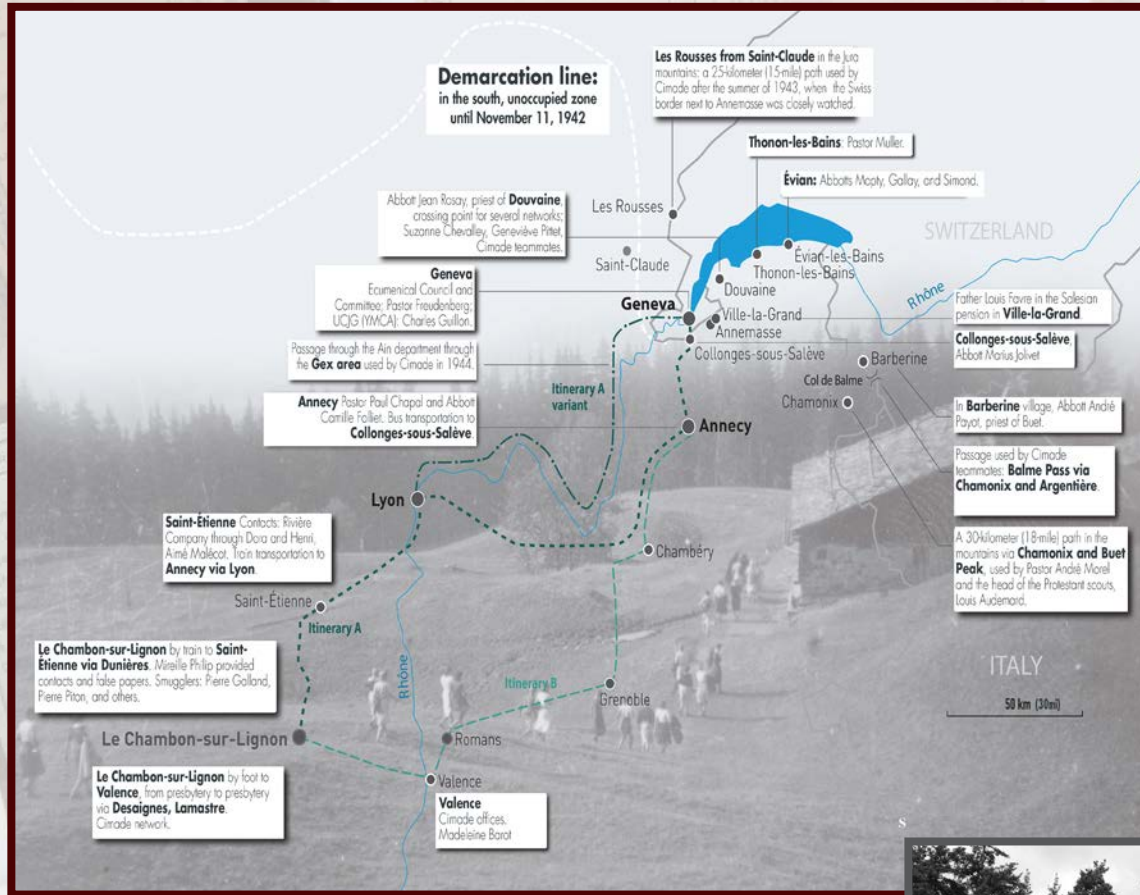 Demarcation line:
in the south, unoccupied zone
until November 11, 1942
Les Rousses from Saint-Claude in the Jura
mountains: a 25-kilometer (15-mile) path used by
Cimade after the summer of 1943, when the Swiss
border next to Annemasse was closely watched.
Thonon-les-Bains: Pastor Muller.
Évian: Abbotts Mopty, Gallay, and Simond.
Abbott Jean Rosay, priest of Douvaine,
crossing point for several networks;
Suzanne Chevalley, Geneviève Pittet,
Cimade teammates.
Les Rousses
Saint-Claude
SWITZERLAND
Évian-les-Bains
Thonon-les-Bains
Douvaine
Rhône
Geneva
Ecumenical Council and
Committee; Pastor Freudenberg;
UCJG (YMCA): Charles Guillon.
Geneva
Ville-la-Grand
Annemasse
Collonges-sous-Salève
Father Louis Favre in the Salesian
pension in Ville-la-Grand
Collonges-sous-Salève,
Abbott Marius Jolivet
Passage through the Ain department through
the Gex area used by Cimade in 1944.
Itinerary A
variant
Barberine
Col de Balme
Chamonix
Annecy Pastor Paul Chapal and Abbott
Camille Folliet. Bus transportation to
Collonges-sous-Salève.
Annecy
In Barberine village, Abbott André
Payot, priest of Buet.
Passage used by Cimade
teammates: Balme Pass via
Chamonix and Argentière.
Lyon
Saint-Étienne Contacts: Rivière
Company through Dora and Henri,
Aimé Malécot. Train transportation to
Annecy via Lyon.
Chambéry
A 30-kilometer (18-mile) path in the
mountains via Chamonix and Buet
Peak, used by Pastor André Morel
and the head of the Protestant scouts,
Louis Audemard.
Saint-Étienne
Itinerary A
Le Chambon-sur-Lignon by train to Saint-
Étienne via Dunières. Mireille Philip provided
contacts and false papers. Smugglers: Pierre Galland,
Pierre Piton, and others.
Rhône
Itinerary B
Grenoble
ITALY
50 km (30mi)
Le Chambon-sur-Lignon
Romans
Valence
Le Chambon-sur-Lignon by foot to
Valence, from presbytery to presbytery
via Desaignes, Lamastre.
Cimade network.
Valence
Cimade offices.
Madeleine Barot
s